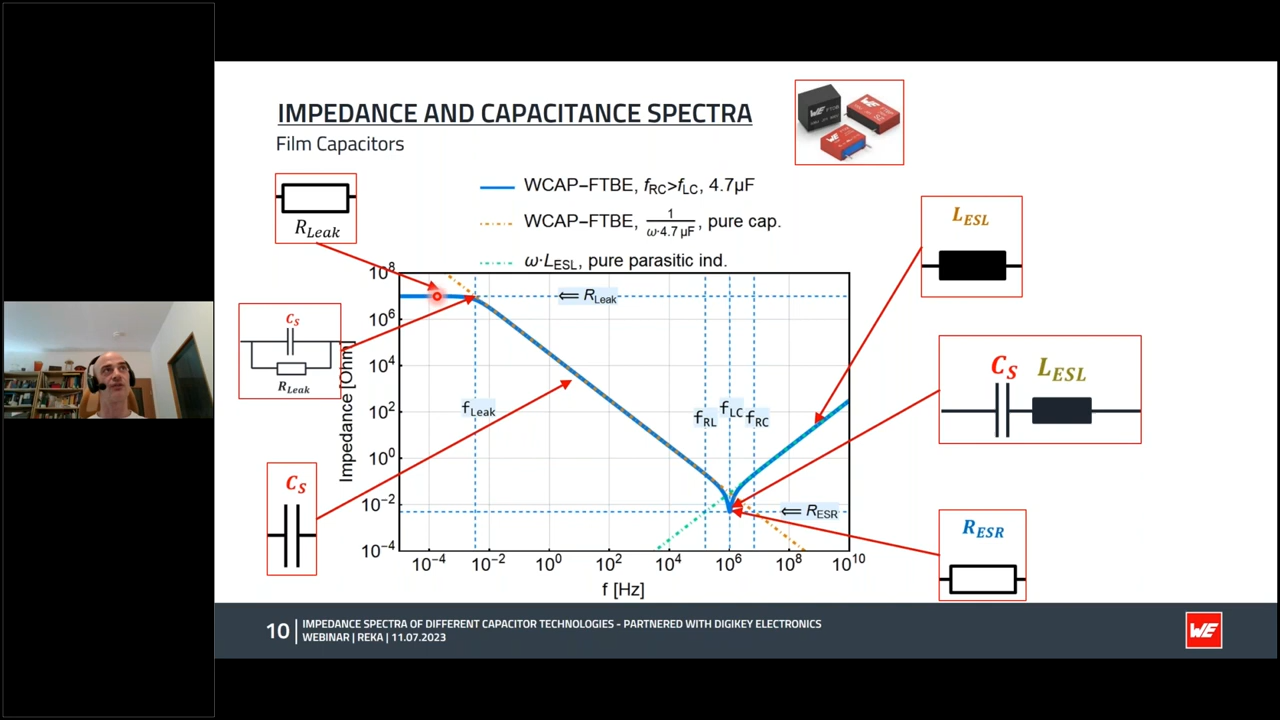 IMPEDANCE AND CAPACITANCE SPECTRA
Film Capacitors
WE
R_Leak
WCAP–FTBE, f_RC>f_LC, 4.7µF
WCAP–FTBE, 1/(ω·4.7 µF), pure cap.
ω·L_ESL, pure parasitic ind.
L_ESL
C_S
R_Leak
C_S
C_S L_ESL
R_ESR
Impedance [Ohm]
10^8
10^6
10^4
10^2
10^0
10^−2
10^−4
⇐ R_Leak
f_Leak
f_RL f_LC f_RC
⇐ R_ESR
10^−4 10^−2 10^0 10^2 10^4 10^6 10^8 10^10
f [Hz]
10
IMPEDANCE SPECTRA OF DIFFERENT CAPACITOR TECHNOLOGIES - PARTNERED WITH DIGIKEY ELECTRONICS
WEBINAR | REKA | 11.07.2023
WE